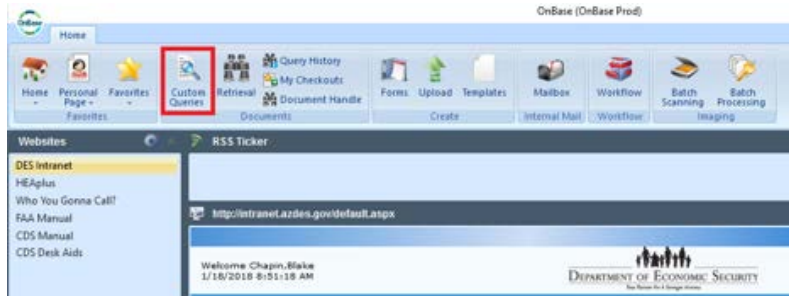 OnBase (OnBase Prod)
OnBase
Home
Home
Personal Page
Favorites
Custom Queries
Retrieval
Query History
My Checkouts
Document Handle
Forms
Upload
Templates
Mailbox
Workflow
Batch Scanning
Batch Processing
Favorites
Documents
Create
Internal Mail
Workflow
Imaging
Websites
RSS Ticker
DES Intranet
HEAplus
Who You Gonna Call?
FAA Manual
CDS Manual
CDS Desk Aids
http://intranet.azdes.gov/default.aspx
Welcome Chapin,Blake
1/18/2018 8:51:18 AM
DEPARTMENT OF ECONOMIC SECURITY